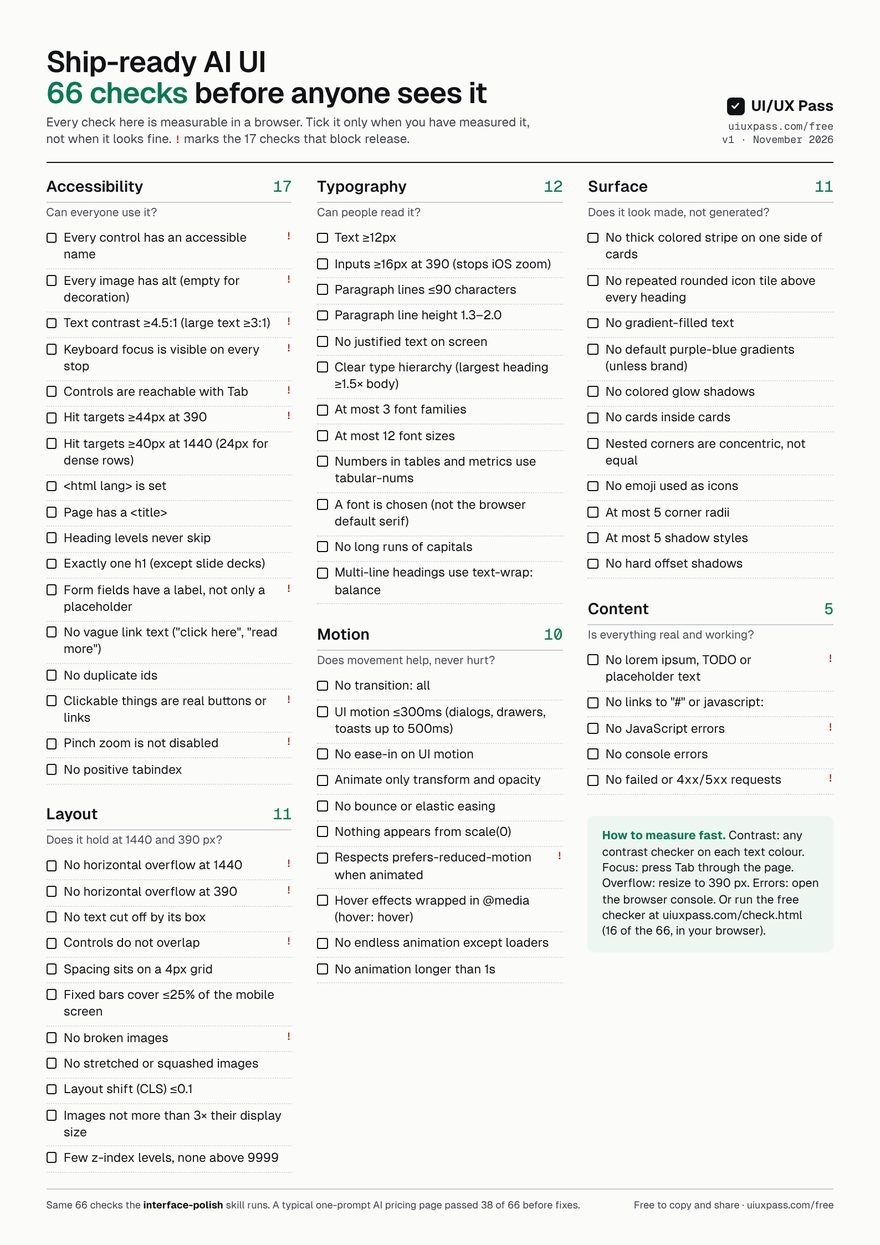 Ship-ready AI UI
66 checks before anyone sees it
Every check here is measurable in a browser. Tick it only when you have measured it,
not when it looks fine. ! marks the 17 checks that block release.
UI/UX Pass
uiuxpass.com/free
v1 · November 2026
Accessibility 17
Can everyone use it?
Every control has an accessible !
name
Every image has alt (empty for !
decoration)
Text contrast ≥4.5:1 (large text ≥3:1) !
Keyboard focus is visible on every !
stop
Controls are reachable with Tab !
Hit targets ≥44px at 390 !
Hit targets ≥40px at 1440 (24px for
dense rows)
<html lang> is set
Page has a <title>
Heading levels never skip
Exactly one h1 (except slide decks)
Form fields have a label, not only a !
placeholder
No vague link text ("click here", "read
more")
No duplicate ids
Clickable things are real buttons or !
links
Pinch zoom is not disabled !
No positive tabindex
Layout 11
Does it hold at 1440 and 390 px?
No horizontal overflow at 1440 !
No horizontal overflow at 390 !
No text cut off by its box
Controls do not overlap !
Spacing sits on a 4px grid
Fixed bars cover ≤25% of the mobile
screen
No broken images !
No stretched or squashed images
Layout shift (CLS) ≤0.1
Images not more than 3× their display
size
Few z-index levels, none above 9999
Typography 12
Can people read it?
Text ≥12px
Inputs ≥16px at 390 (stops iOS zoom)
Paragraph lines ≤90 characters
Paragraph line height 1.3–2.0
No justified text on screen
Clear type hierarchy (largest heading
≥1.5× body)
At most 3 font families
At most 12 font sizes
Numbers in tables and metrics use
tabular-nums
A font is chosen (not the browser
default serif)
No long runs of capitals
Multi-line headings use text-wrap:
balance
Motion 10
Does movement help, never hurt?
No transition: all
UI motion ≤300ms (dialogs, drawers,
toasts up to 500ms)
No ease-in on UI motion
Animate only transform and opacity
No bounce or elastic easing
Nothing appears from scale(0)
Respects prefers-reduced-motion !
when animated
Hover effects wrapped in @media
(hover: hover)
No endless animation except loaders
No animation longer than 1s
Surface 11
Does it look made, not generated?
No thick colored stripe on one side of
cards
No repeated rounded icon tile above
every heading
No gradient-filled text
No default purple-blue gradients
(unless brand)
No colored glow shadows
No cards inside cards
Nested corners are concentric, not
equal
No emoji used as icons
At most 5 corner radii
At most 5 shadow styles
No hard offset shadows
Content 5
Is everything real and working?
No lorem ipsum, TODO or !
placeholder text
No links to "#" or javascript:
No JavaScript errors !
No console errors
No failed or 4xx/5xx requests !
How to measure fast. Contrast: any
contrast checker on each text colour.
Focus: press Tab through the page.
Overflow: resize to 390 px. Errors: open
the browser console. Or run the free
checker at uiuxpass.com/check.html
(16 of the 66, in your browser).
Same 66 checks the interface-polish skill runs. A typical one-prompt AI pricing page passed 38 of 66 before fixes.
Free to copy and share · uiuxpass.com/free